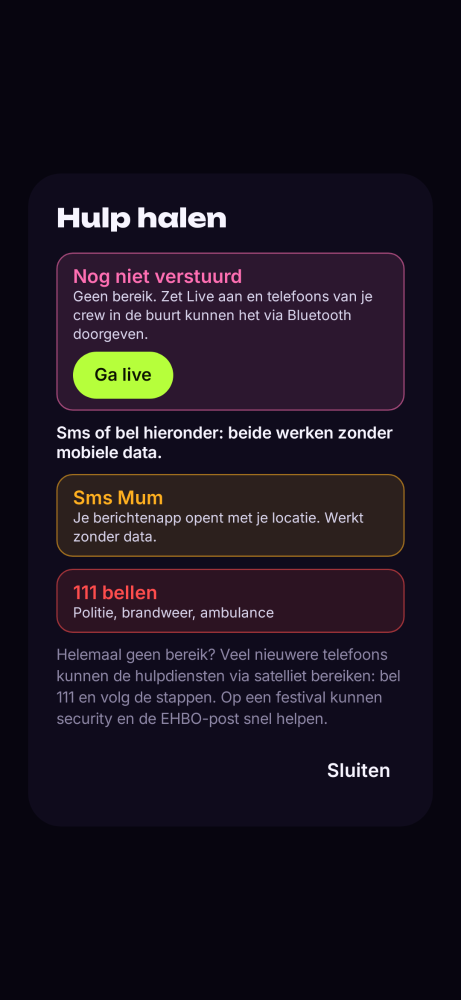 Hulp halen
Nog niet verstuurd
Geen bereik. Zet Live aan en telefoons van je
crew in de buurt kunnen het via Bluetooth
doorgeven.
Ga live
Sms of bel hieronder: beide werken zonder
mobiele data.
Sms Mum
Je berichtenapp opent met je locatie. Werkt
zonder data.
111 bellen
Politie, brandweer, ambulance
Helemaal geen bereik? Veel nieuwere telefoons
kunnen de hulpdiensten via satelliet bereiken: bel
111 en volg de stappen. Op een festival kunnen
security en de EHBO-post snel helpen.
Sluiten